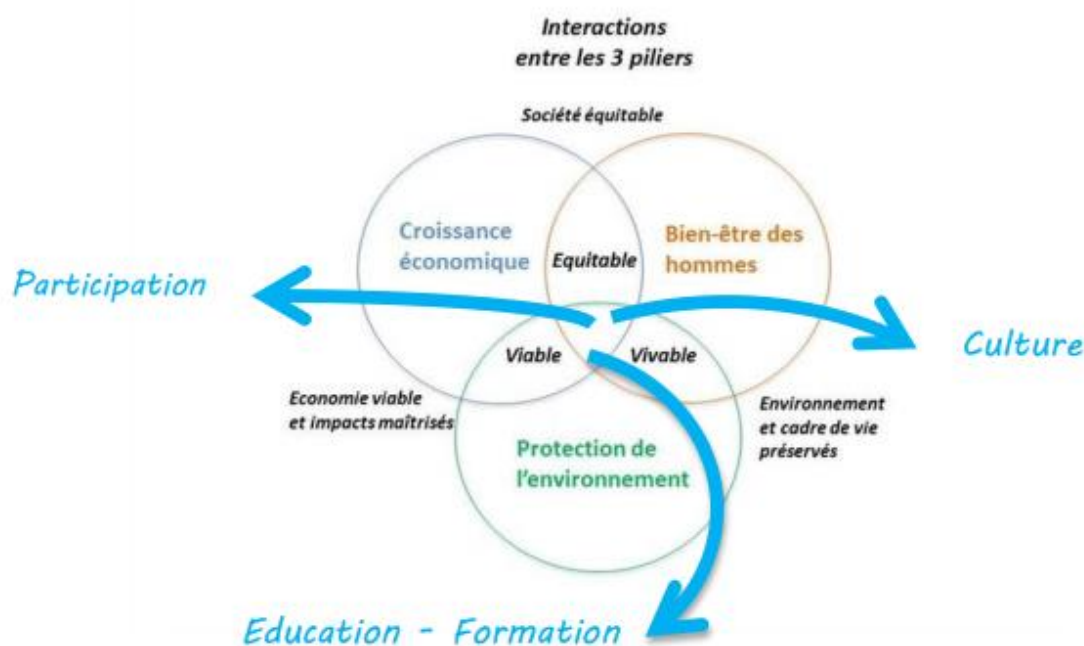 Interactions
entre les 3 piliers
Société équitable
Croissance
économique
Equitable
Bien-être des
hommes
Participation
Culture
Viable
Vivable
Economie viable
et impacts maîtrisés
Environnement
et cadre de vie
préservés
Protection de
l'environnement
Education - Formation